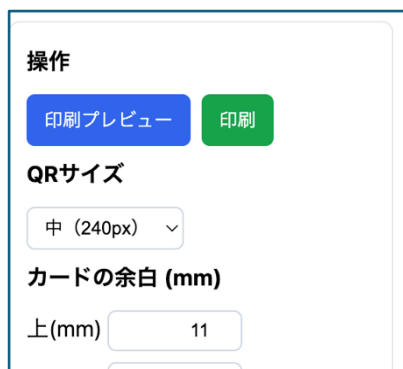 操作
印刷プレビュー 印刷
QRサイズ
中（240px）
カードの余白 (mm)
上(mm) 11